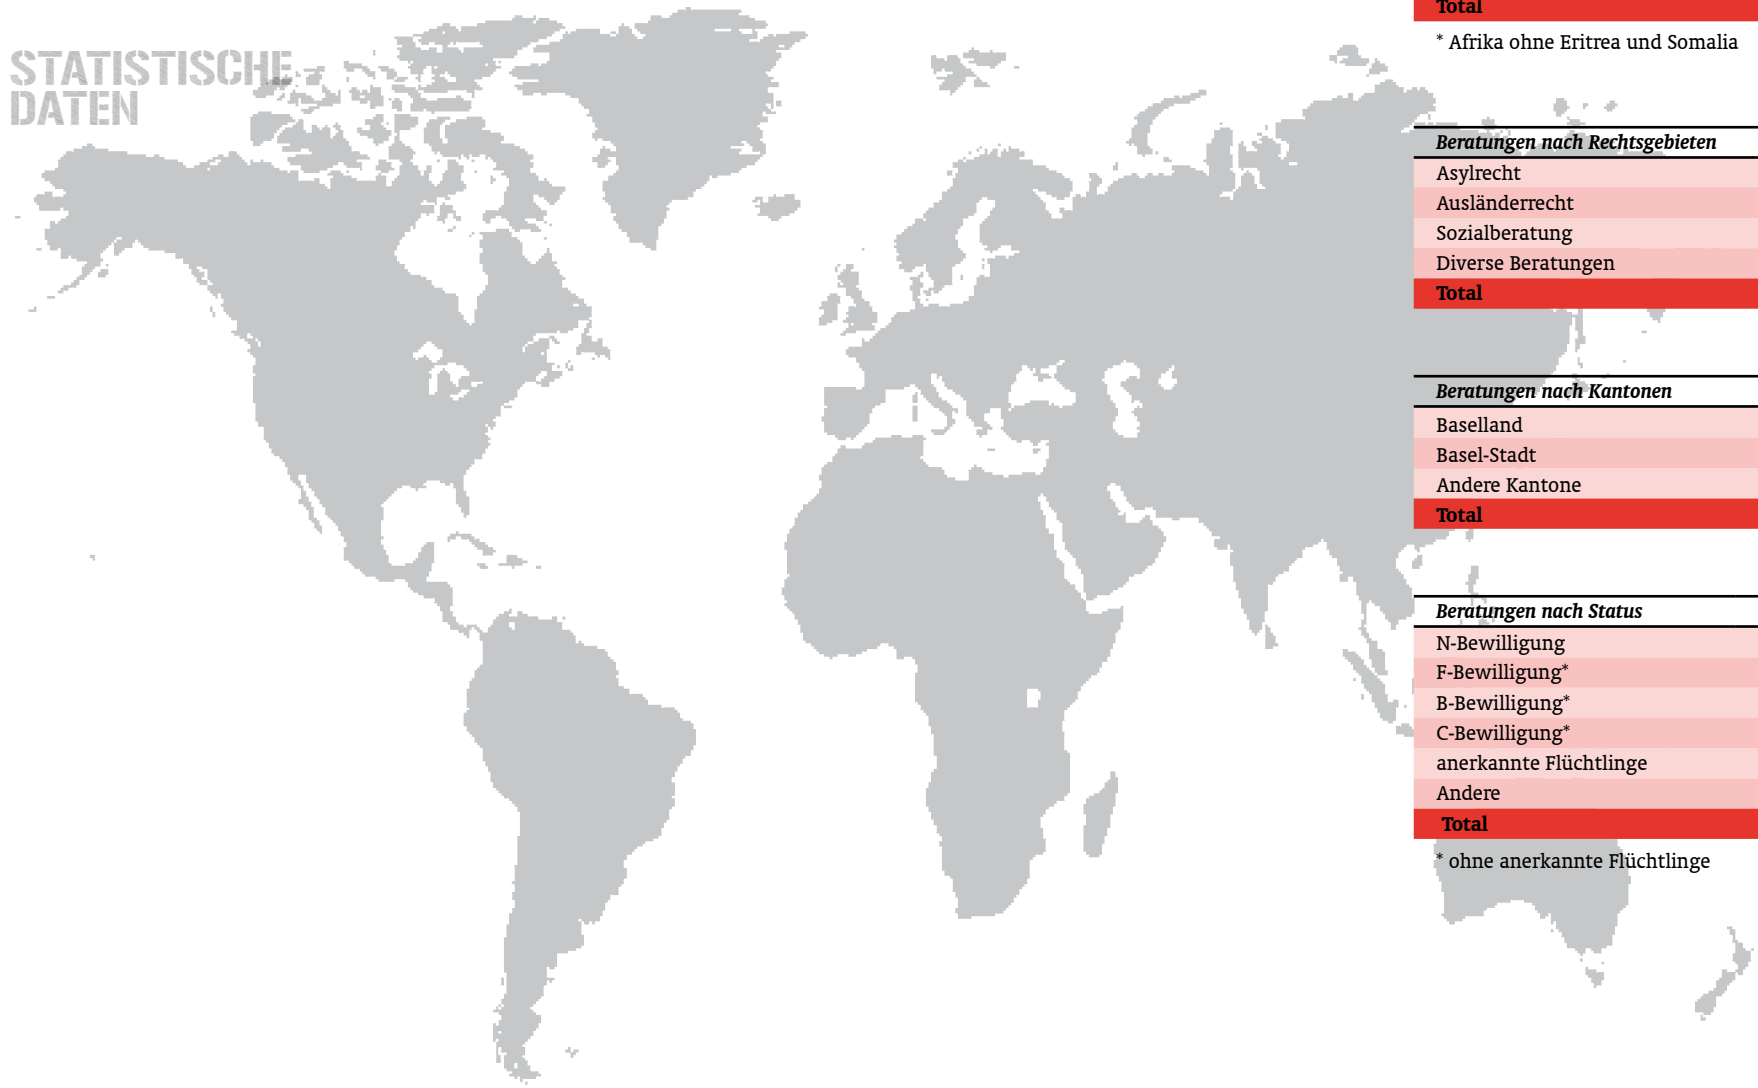 STATISTISCHE
DATEN
Total
* Afrika ohne Eritrea und Somalia
Beratungen nach Rechtsgebieten
Asylrecht
Ausländerrecht
Sozialberatung
Diverse Beratungen
Total
Beratungen nach Kantonen
Baselland
Basel-Stadt
Andere Kantone
Total
Beratungen nach Status
N-Bewilligung
F-Bewilligung*
B-Bewilligung*
C-Bewilligung*
anerkannte Flüchtlinge
Andere
Total
* ohne anerkannte Flüchtlinge